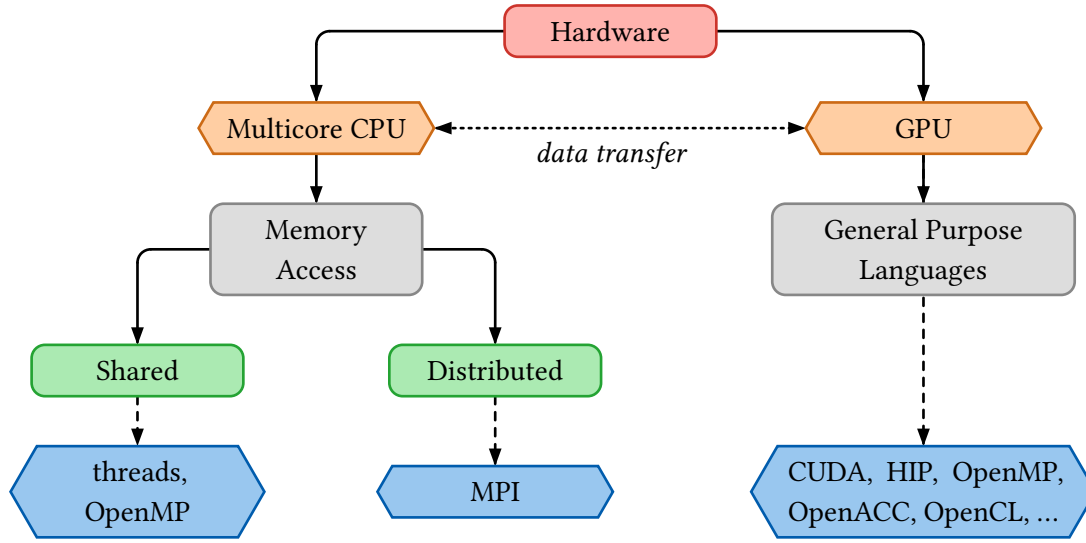 Hardware
Multicore CPU
GPU
data transfer
Memory
Access
General Purpose
Languages
Shared
Distributed
threads,
OpenMP
MPI
CUDA, HIP, OpenMP,
OpenACC, OpenCL, ...